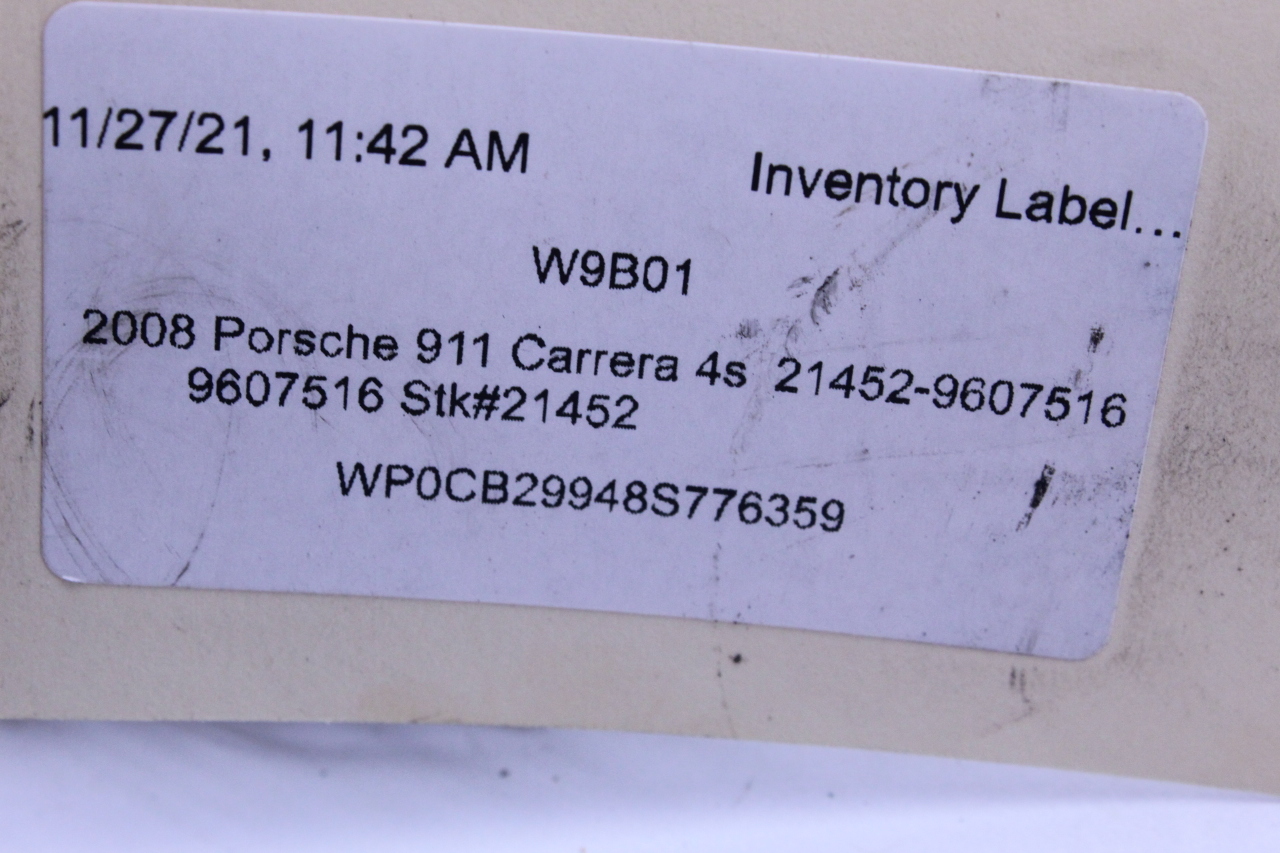 11/27/21, 11:42 AM Inventory Label...
W9B01
2008 Porsche 911 Carrera 4s 21452-9607516
9607516 Stk#21452
WP0CB29948S776359